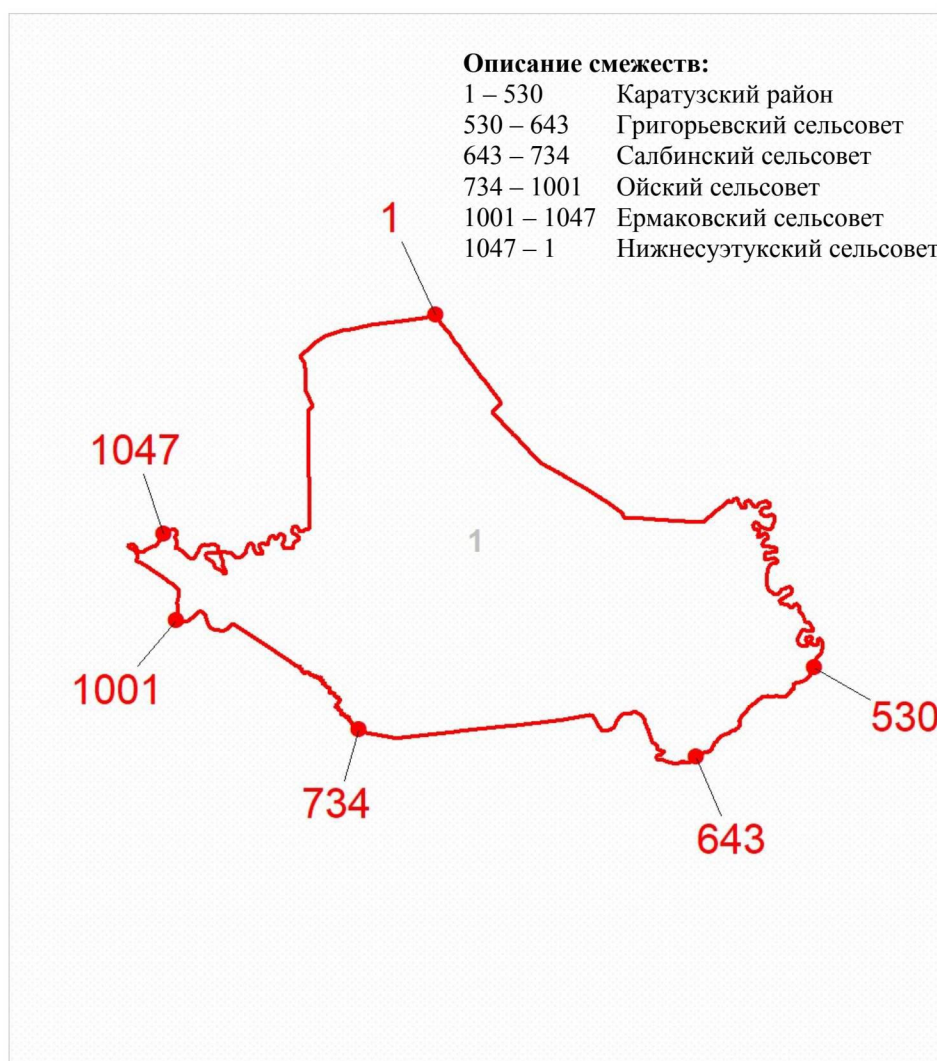 Описание смежеств:
1 – 530 Каратузский район
530 – 643 Григорьевский сельсовет
643 – 734 Салбинский сельсовет
734 – 1001 Ойский сельсовет
1001 – 1047 Ермаковский сельсовет
1047 – 1 Нижнесуэтукский сельсовет
1
1047
1
1001
530
734
643